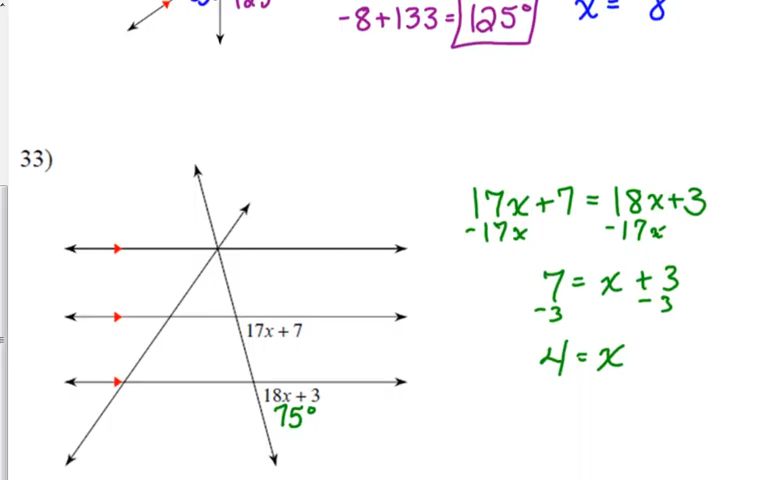 125
-8+133=125°
x = 8
33)
17x+7 = 18x+3
-17x -17x
7 = x + 3
-3 -3
17x + 7
4 = x
18x + 3
75°